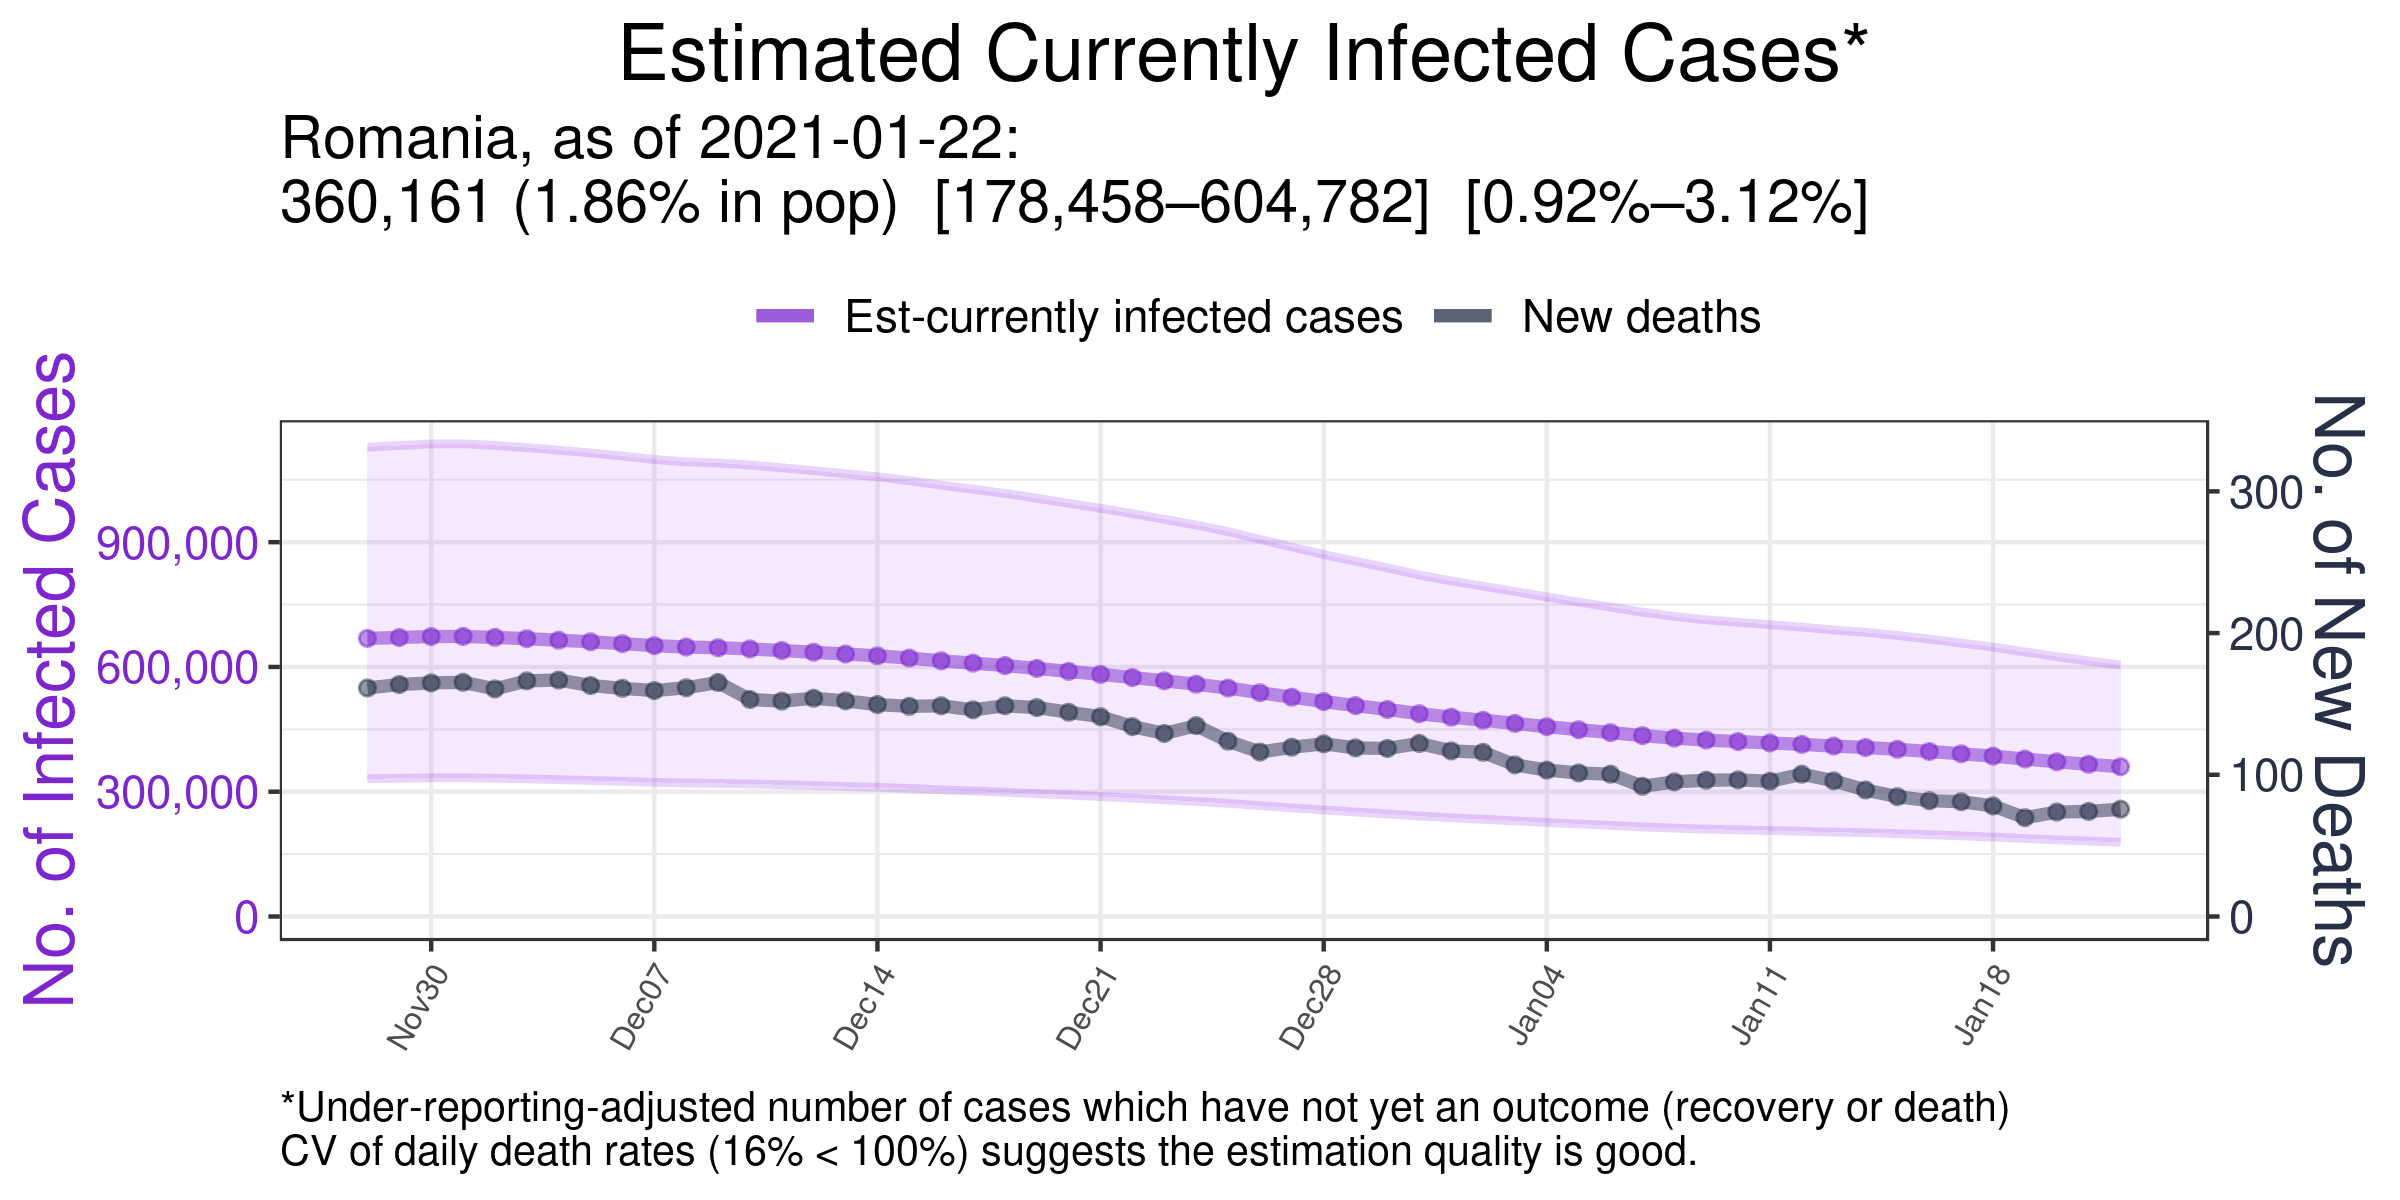 Estimated Currently Infected Cases*
Romania, as of 2021-01-22:
360,161 (1.86% in pop)  [178,458–604,782]  [0.92%–3.12%]
Est-currently infected cases
New deaths
No. of Infected Cases
900,000
600,000
300,000
0
300
200
100
0
No. of New Deaths
Nov30
Dec07
Dec14
Dec21
Dec28
Jan04
Jan11
Jan18
*Under-reporting-adjusted number of cases which have not yet an outcome (recovery or death)
CV of daily death rates (16% < 100%) suggests the estimation quality is good.